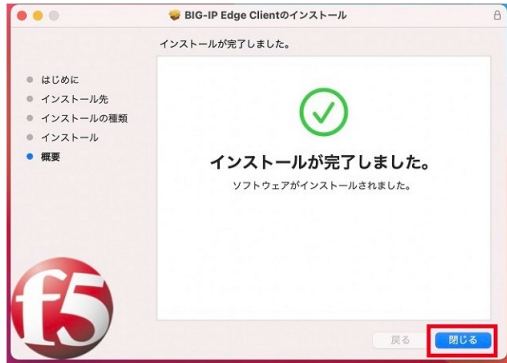 BIG-IP Edge Clientのインストール
インストールが完了しました。
はじめに
インストール先
インストールの種類
インストール
概要
インストールが完了しました。
ソフトウェアがインストールされました。
f5
戻る
閉じる